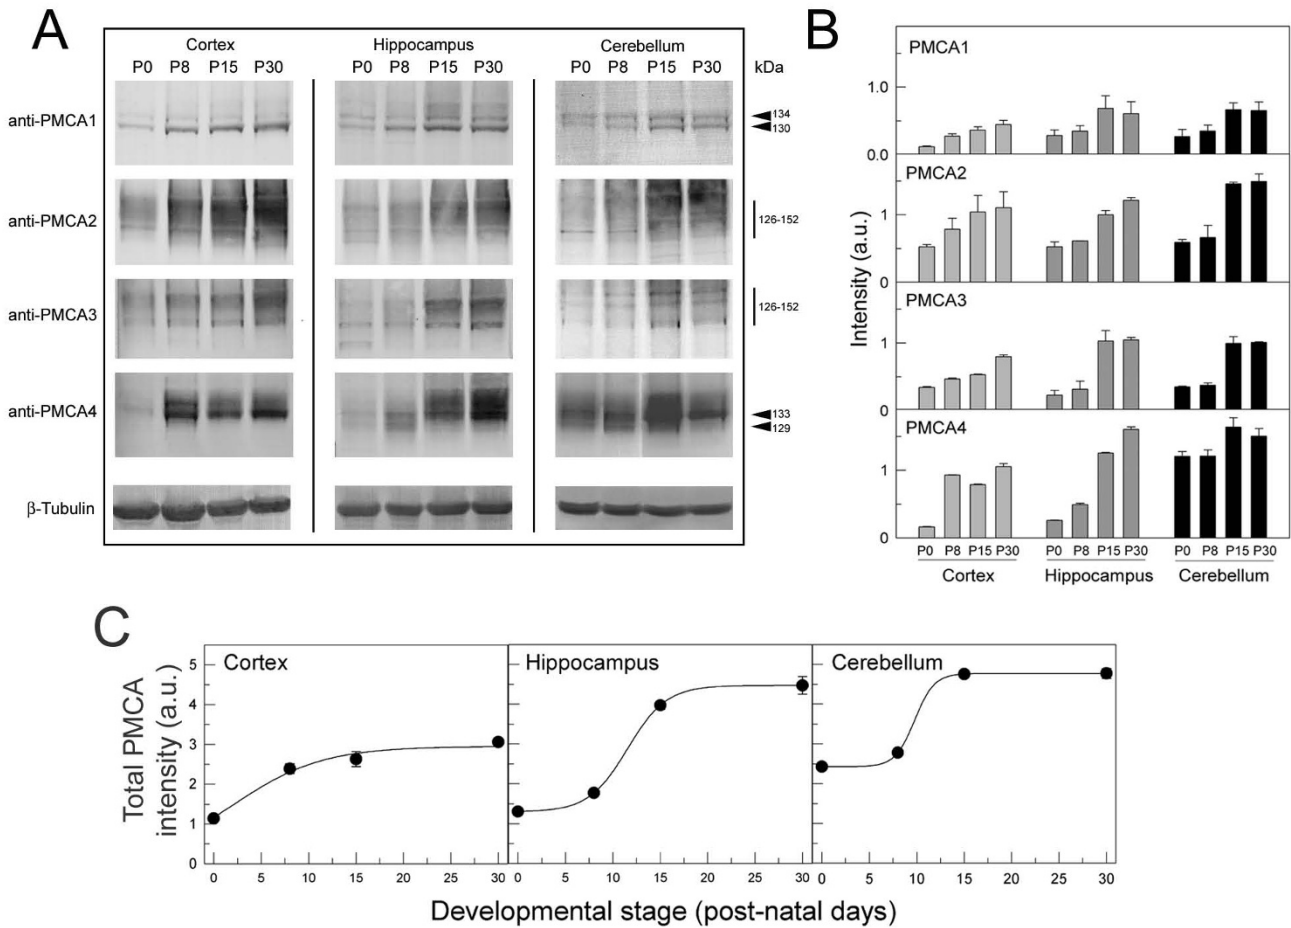 A
Cortex Hippocampus Cerebellum
P0 P8 P15 P30 P0 P8 P15 P30 P0 P8 P15 P30 kDa
anti-PMCA1
134
130
anti-PMCA2
126-152
anti-PMCA3
126-152
anti-PMCA4
133
129
β-Tubulin
B
Intensity (a.u.)
PMCA1
1.0
0.0
PMCA2
1
0
PMCA3
1
0
PMCA4
1
0
P0 P8 P15 P30 P0 P8 P15 P30 P0 P8 P15 P30
Cortex Hippocampus Cerebellum
C
Total PMCA
intensity (a.u.)
5
4
3
2
1
0
Cortex Hippocampus Cerebellum
0 5 10 15 20 25 30 0 5 10 15 20 25 30 0 5 10 15 20 25 30
Developmental stage (post-natal days)